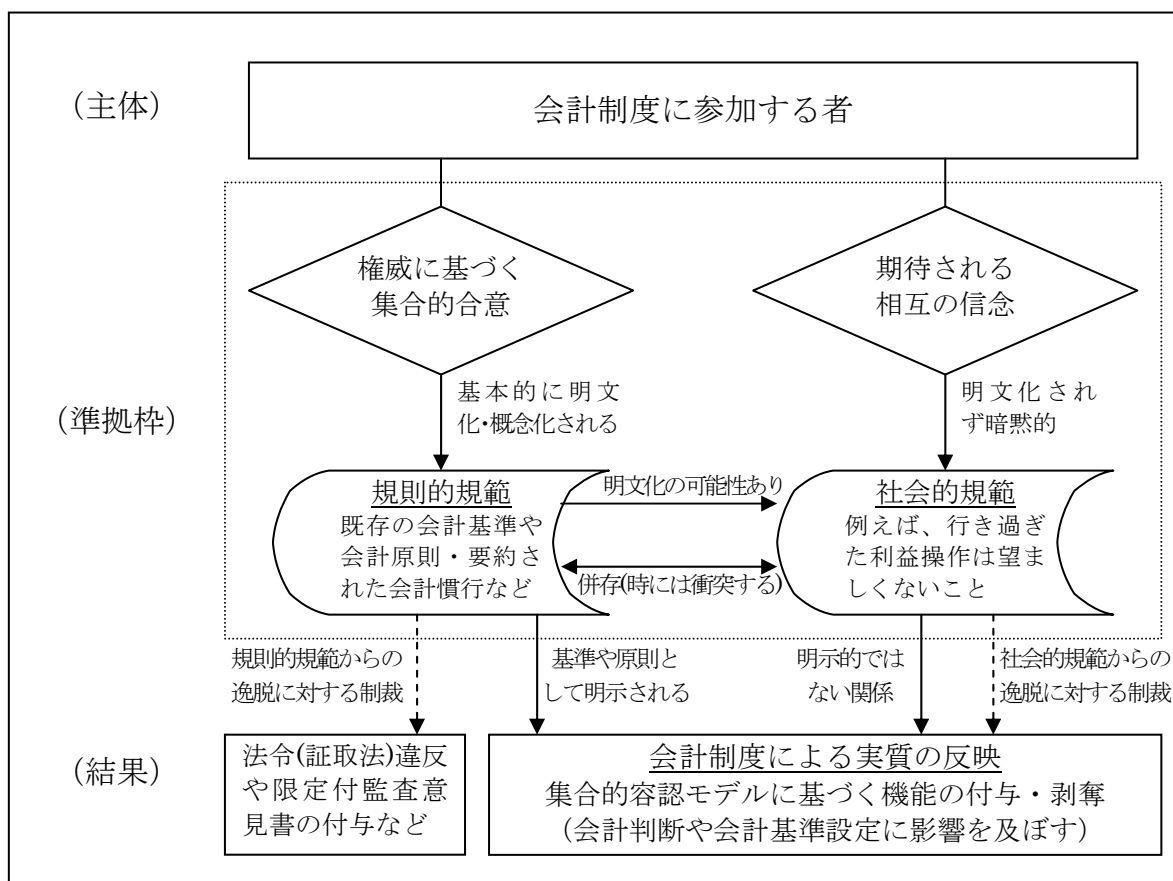 （主体）
会計制度に参加する者
権威に基づく
集合的合意
期待される
相互の信念
（準拠枠）
基本的に明文
化・概念化される
明文化され
ず暗黙的
規則的規範
既存の会計基準や
会計原則・要約さ
れた会計慣行など
明文化の可能性あり
併存(時には衝突する)
社会的規範
例えば、行き過ぎ
た利益操作は望ま
しくないこと
規則的規範からの
逸脱に対する制裁
基準や原則と
して明示される
明示的では
ない関係
社会的規範からの
逸脱に対する制裁
（結果）
法令(証取法)違反
や限定付監査意
見書の付与など
会計制度による実質の反映
集合的容認モデルに基づく機能の付与・剥奪
（会計判断や会計基準設定に影響を及ぼす）